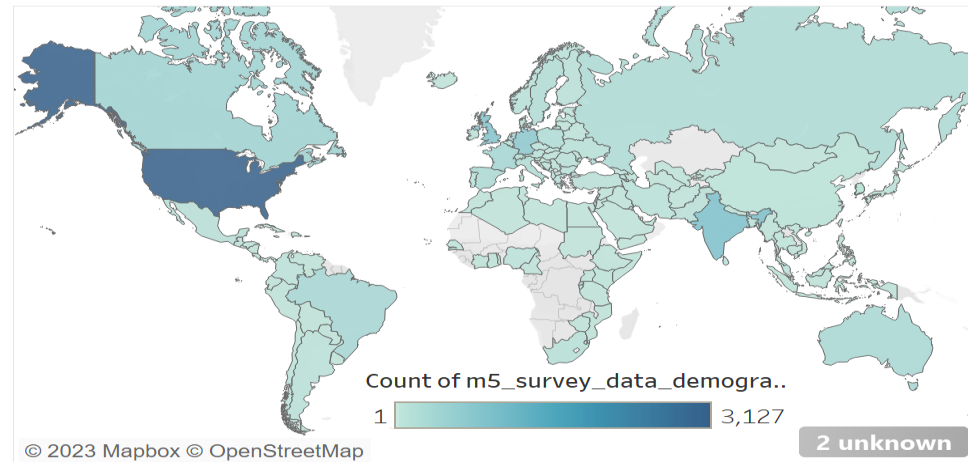 Count of m5_survey_data_demogra..
1 3,127
2 unknown
© 2023 Mapbox © OpenStreetMap